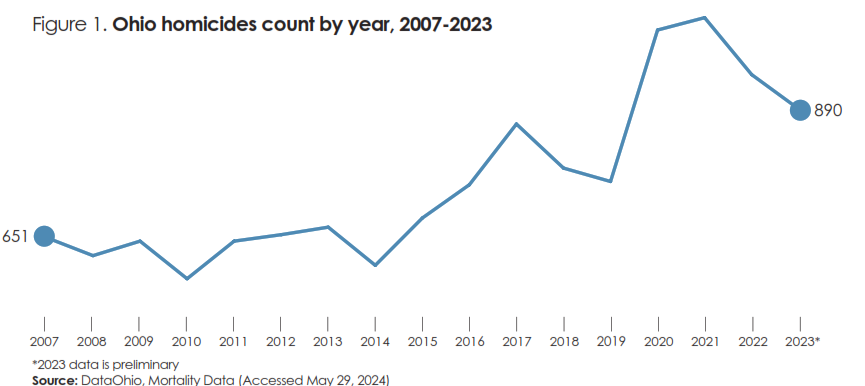 Figure 1. Ohio homicides count by year, 2007-2023
890
651
2007 2008 2009 2010 2011 2012 2013 2014 2015 2016 2017 2018 2019 2020 2021 2022 2023*
*2023 data is preliminary
Source: DataOhio, Mortality Data (Accessed May 29, 2024)